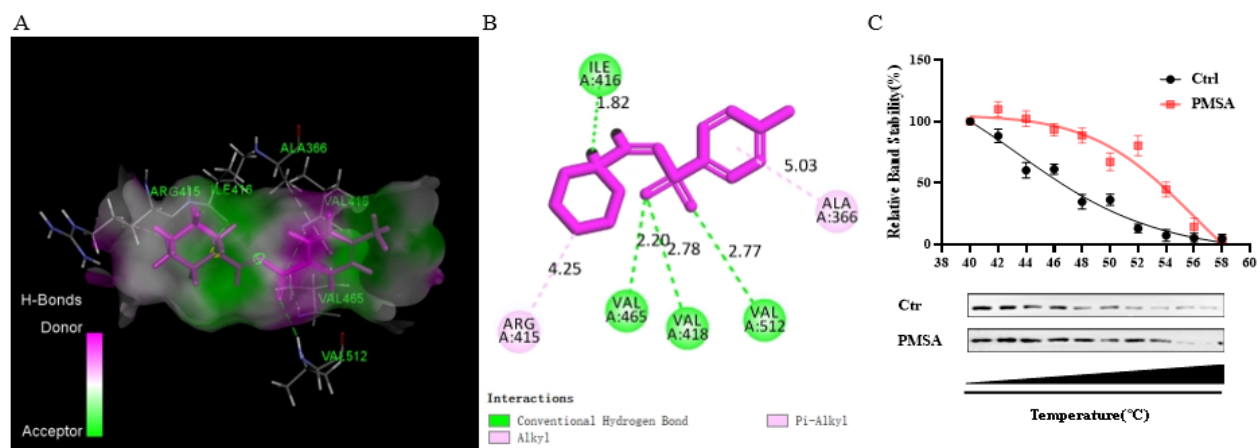 A
ALA366
ARG415
ILE416
VAL418
VAL465
VAL512
H-Bonds
Donor
Acceptor
B
ILE
A:416
1.82
5.03
ALA
A:366
2.20
2.78
2.77
4.25
ARG
A:415
VAL
A:465
VAL
A:418
VAL
A:512
Interactions
Conventional Hydrogen Bond
Alkyl
Pi-Alkyl
C
Relative Band Stability(%)
150
100
50
0
Ctrl
PMSA
38 40 42 44 46 48 50 52 54 56 58 60
Ctr
PMSA
Temperature(°C)